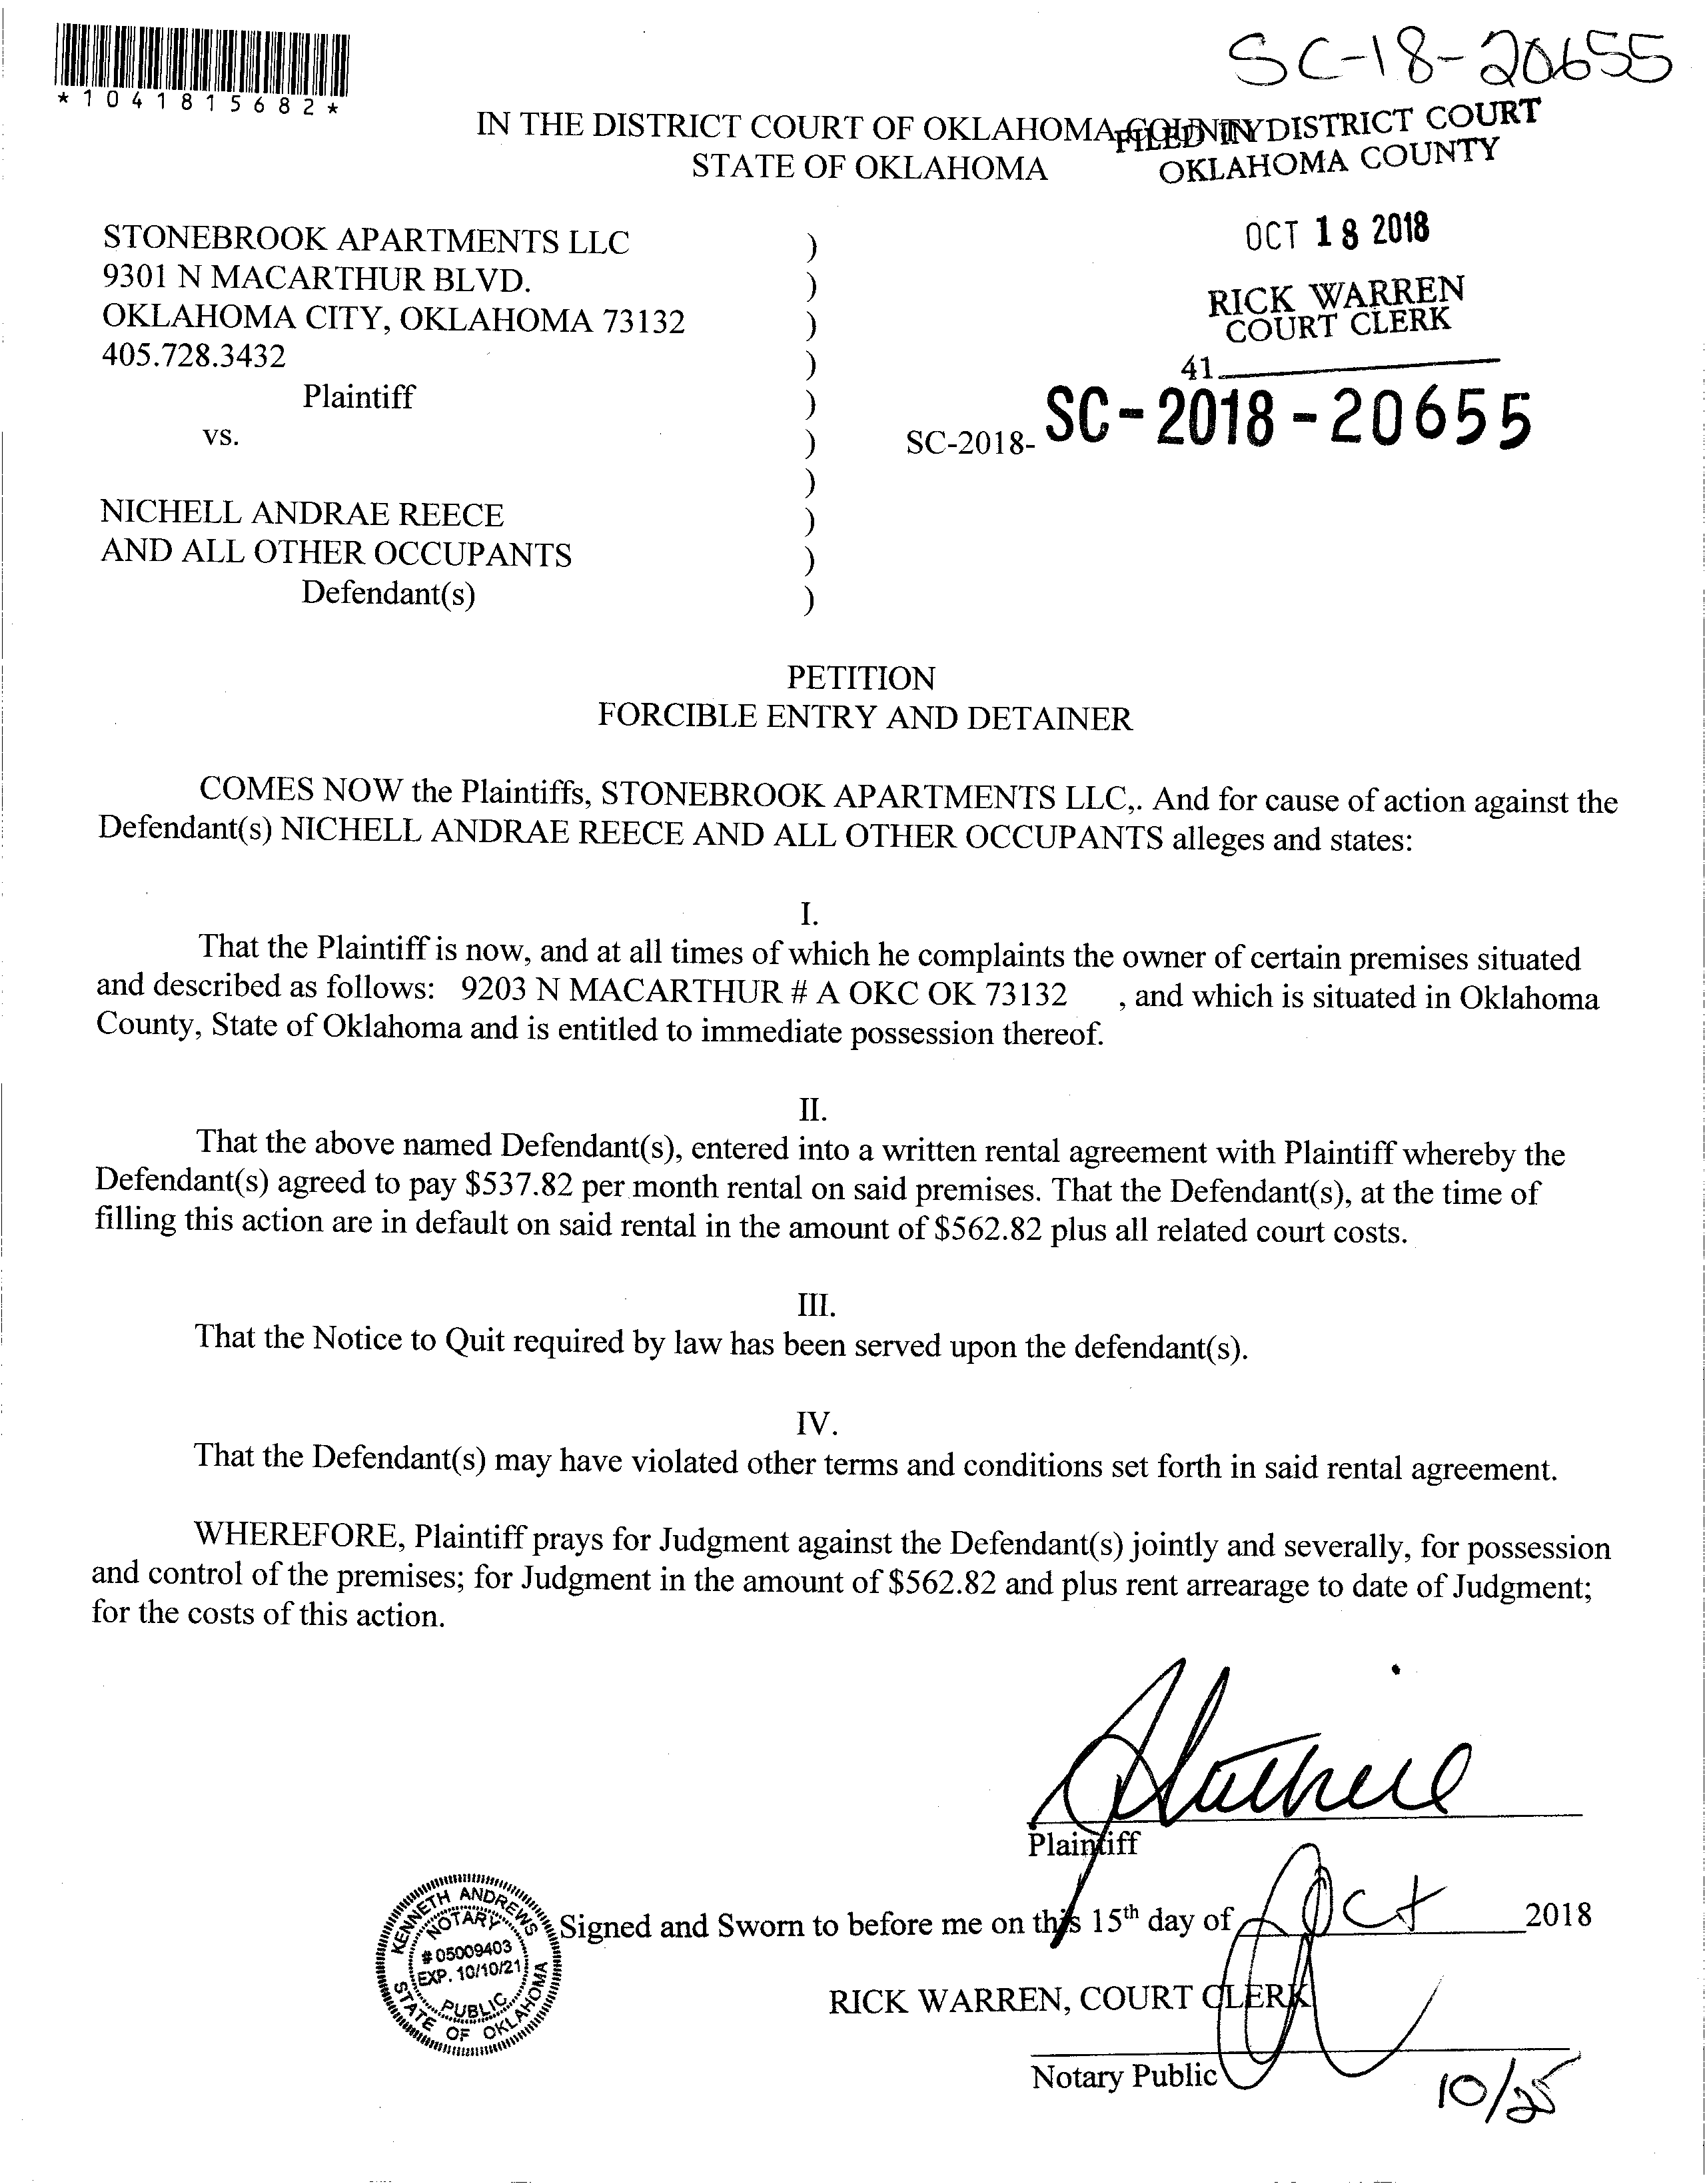 SC-18-20655
*1041815682*
IN THE DISTRICT COURT OF OKLAHOMA COUNTY
STATE OF OKLAHOMA
FILED IN DISTRICT COURT
OKLAHOMA COUNTY
OCT 18 2018
RICK WARREN
COURT CLERK
41
STONEBROOK APARTMENTS LLC )
9301 N MACARTHUR BLVD. )
OKLAHOMA CITY, OKLAHOMA 73132 )
405.728.3432 )
Plaintiff )
vs. ) SC-2018- SC-2018-20655
)
NICHELL ANDRAE REECE )
AND ALL OTHER OCCUPANTS )
Defendant(s) )
PETITION
FORCIBLE ENTRY AND DETAINER
COMES NOW the Plaintiffs, STONEBROOK APARTMENTS LLC,. And for cause of action against the
Defendant(s) NICHELL ANDRAE REECE AND ALL OTHER OCCUPANTS alleges and states:
I.
That the Plaintiff is now, and at all times of which he complaints the owner of certain premises situated
and described as follows: 9203 N MACARTHUR # A OKC OK 73132 , and which is situated in Oklahoma
County, State of Oklahoma and is entitled to immediate possession thereof.
II.
That the above named Defendant(s), entered into a written rental agreement with Plaintiff whereby the
Defendant(s) agreed to pay $537.82 per month rental on said premises. That the Defendant(s), at the time of
filling this action are in default on said rental in the amount of $562.82 plus all related court costs.
III.
That the Notice to Quit required by law has been served upon the defendant(s).
IV.
That the Defendant(s) may have violated other terms and conditions set forth in said rental agreement.
WHEREFORE, Plaintiff prays for Judgment against the Defendant(s) jointly and severally, for possession
and control of the premises; for Judgment in the amount of $562.82 and plus rent arrearage to date of Judgment;
for the costs of this action.
Plaintiff
KENNETH ANDREWS
NOTARY
# 05009403
EXP. 10/10/21
PUBLIC
STATE OF OKLAHOMA
Signed and Sworn to before me on this 15th day of Oct 2018
RICK WARREN, COURT CLERK
Notary Public
10/25